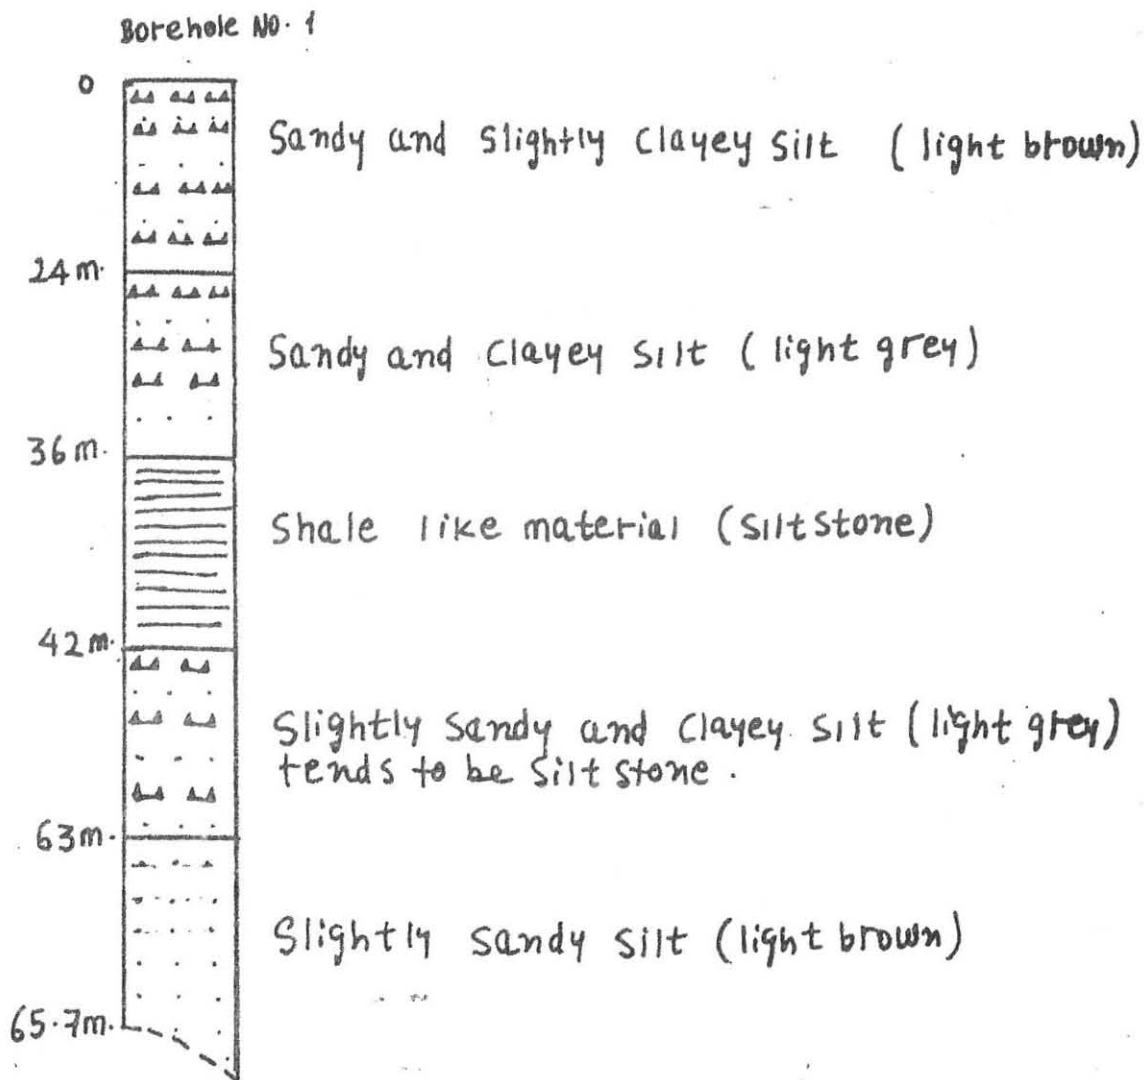 Borehole No. 1
0
Sandy and Slightly Clayey Silt (light brown)
24m.
Sandy and Clayey Silt (light grey)
36m.
Shale like material (Siltstone)
42m.
Slightly Sandy and Clayey Silt (light grey)
tends to be Silt stone.
63m.
Slightly Sandy Silt (light brown)
65.7m.